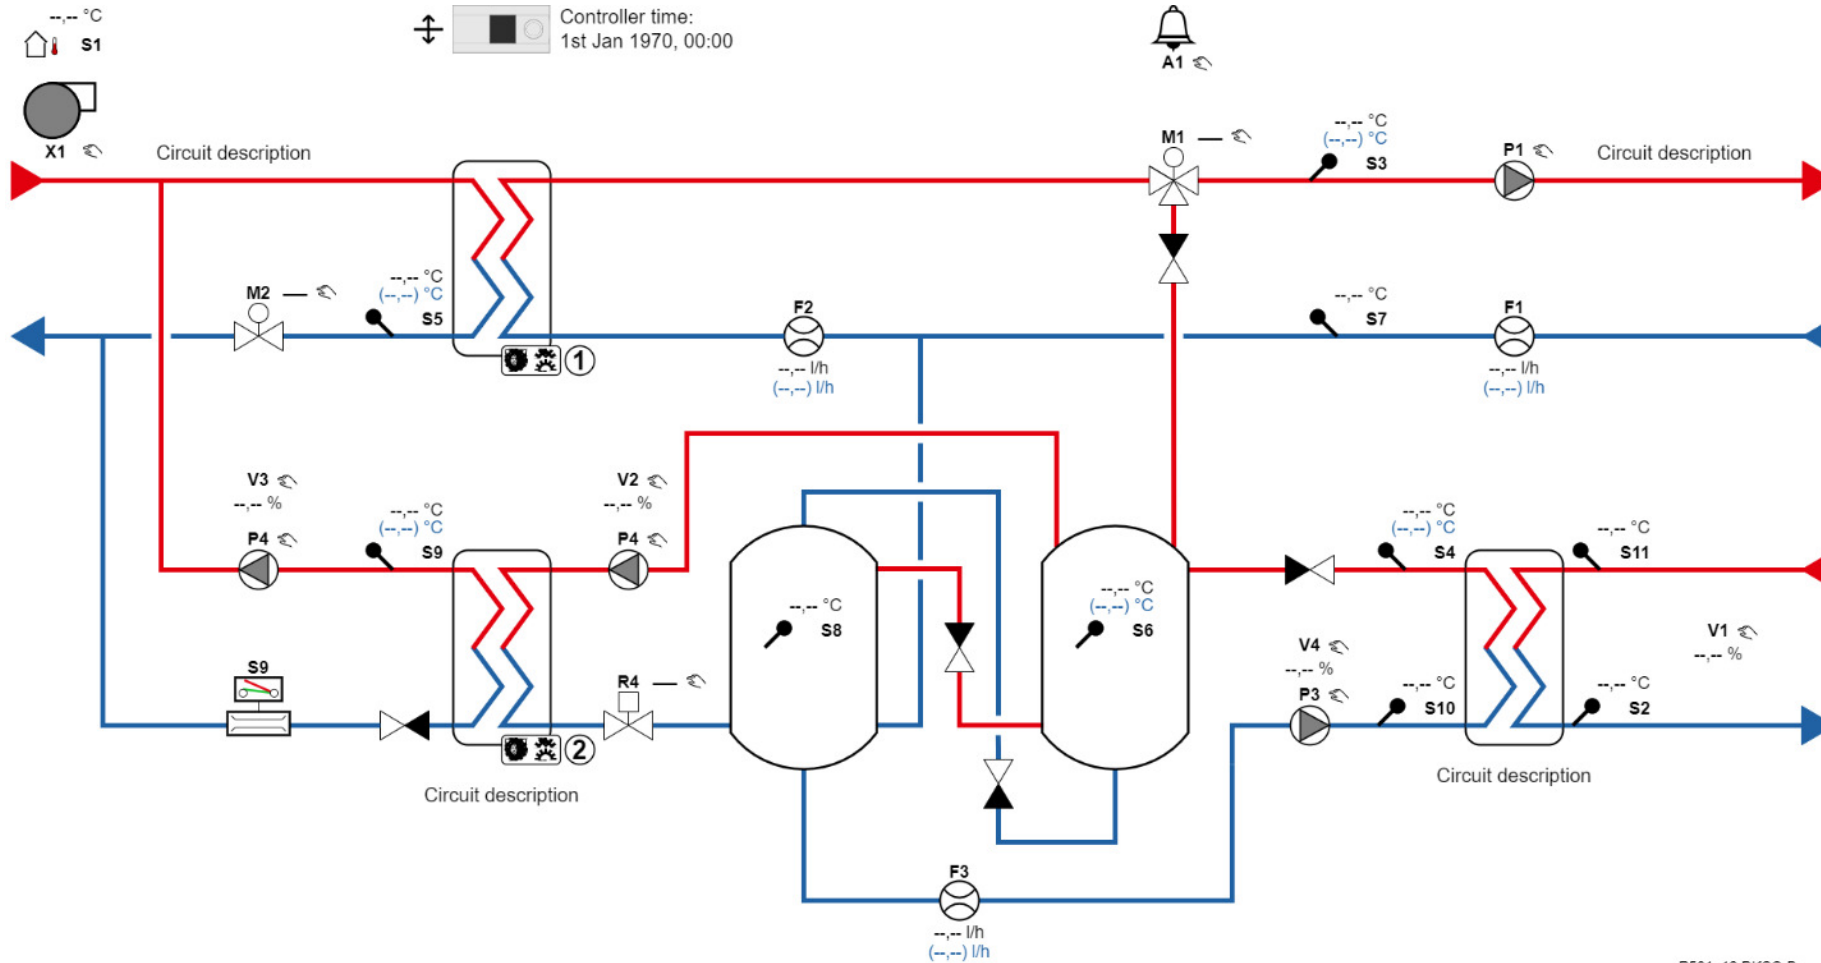 --,-- °C
S1
Controller time:
1st Jan 1970, 00:00
A1
X1
Circuit description
M1
--,-- °C
(--,--) °C
S3
P1
Circuit description
M2
--,-- °C
(--,--) °C
S5
1
F2
--,-- l/h
(--,--) l/h
--,-- °C
S7
F1
--,-- l/h
(--,--) l/h
V3
--,-- %
P4
--,-- °C
(--,--) °C
S9
V2
--,-- %
P4
--,-- °C
S8
--,-- °C
(--,--) °C
S6
--,-- °C
(--,--) °C
S4
--,-- °C
S11
V1
--,-- %
V4
--,-- %
P3
--,-- °C
S10
--,-- °C
S2
S9
R4
2
Circuit description
Circuit description
F3
--,-- l/h
(--,--) l/h